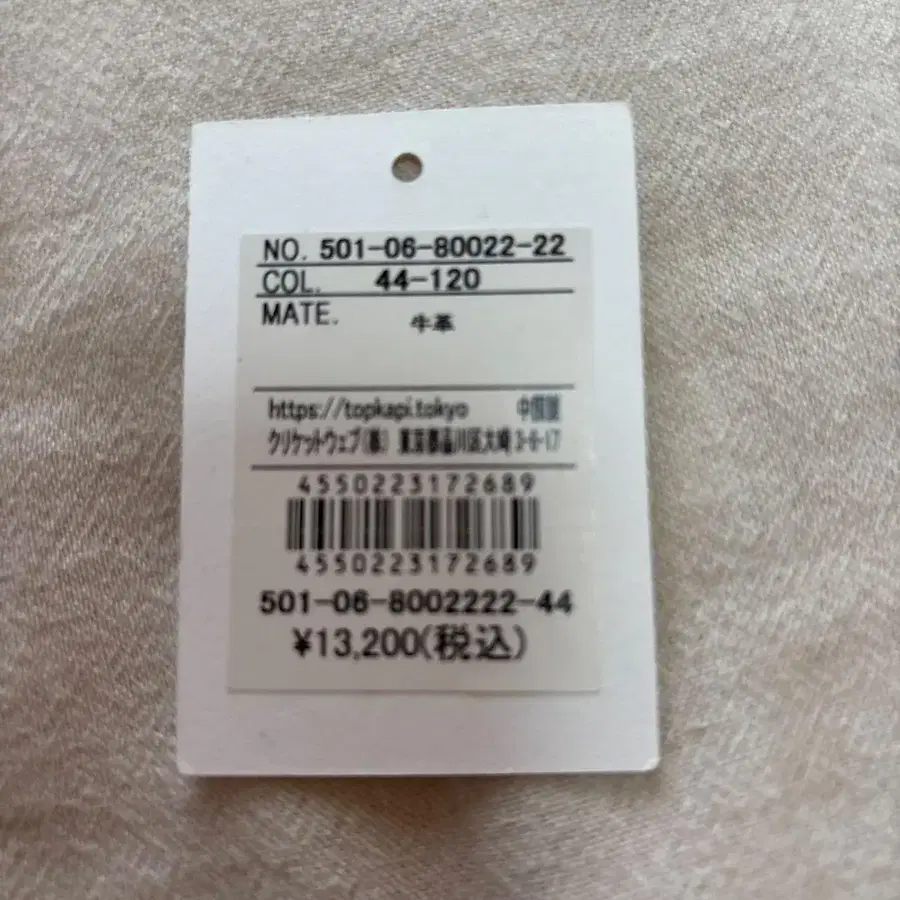 NO. 501-06-80022-22
COL. 44-120
MATE. 牛革
https://topkapi.tokyo 中国製
クリケットウェブ(株) 東京都品川区大崎3-6-17
4550223172689
4550223172689
501-06-8002222-44
¥13,200(税込)